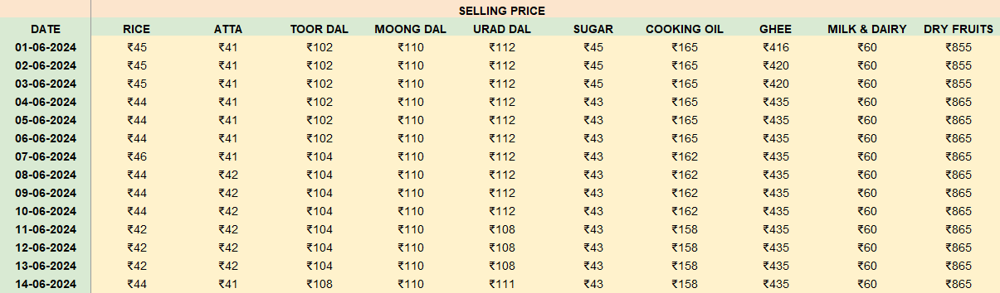 SELLING PRICE
DATE RICE ATTA TOOR DAL MOONG DAL URAD DAL SUGAR COOKING OIL GHEE MILK & DAIRY DRY FRUITS
01-06-2024 ₹45 ₹41 ₹102 ₹110 ₹112 ₹45 ₹165 ₹416 ₹60 ₹855
02-06-2024 ₹45 ₹41 ₹102 ₹110 ₹112 ₹45 ₹165 ₹420 ₹60 ₹855
03-06-2024 ₹45 ₹41 ₹102 ₹110 ₹112 ₹45 ₹165 ₹420 ₹60 ₹855
04-06-2024 ₹44 ₹41 ₹102 ₹110 ₹112 ₹43 ₹165 ₹435 ₹60 ₹865
05-06-2024 ₹44 ₹41 ₹102 ₹110 ₹112 ₹43 ₹165 ₹435 ₹60 ₹865
06-06-2024 ₹44 ₹41 ₹102 ₹110 ₹112 ₹43 ₹165 ₹435 ₹60 ₹865
07-06-2024 ₹46 ₹41 ₹104 ₹110 ₹112 ₹43 ₹162 ₹435 ₹60 ₹865
08-06-2024 ₹44 ₹42 ₹104 ₹110 ₹112 ₹43 ₹162 ₹435 ₹60 ₹865
09-06-2024 ₹44 ₹42 ₹104 ₹110 ₹112 ₹43 ₹162 ₹435 ₹60 ₹865
10-06-2024 ₹44 ₹42 ₹104 ₹110 ₹112 ₹43 ₹162 ₹435 ₹60 ₹865
11-06-2024 ₹42 ₹42 ₹104 ₹110 ₹108 ₹43 ₹158 ₹435 ₹60 ₹865
12-06-2024 ₹42 ₹42 ₹104 ₹110 ₹108 ₹43 ₹158 ₹435 ₹60 ₹865
13-06-2024 ₹42 ₹42 ₹104 ₹110 ₹108 ₹43 ₹158 ₹435 ₹60 ₹865
14-06-2024 ₹44 ₹41 ₹108 ₹110 ₹111 ₹43 ₹158 ₹435 ₹60 ₹865